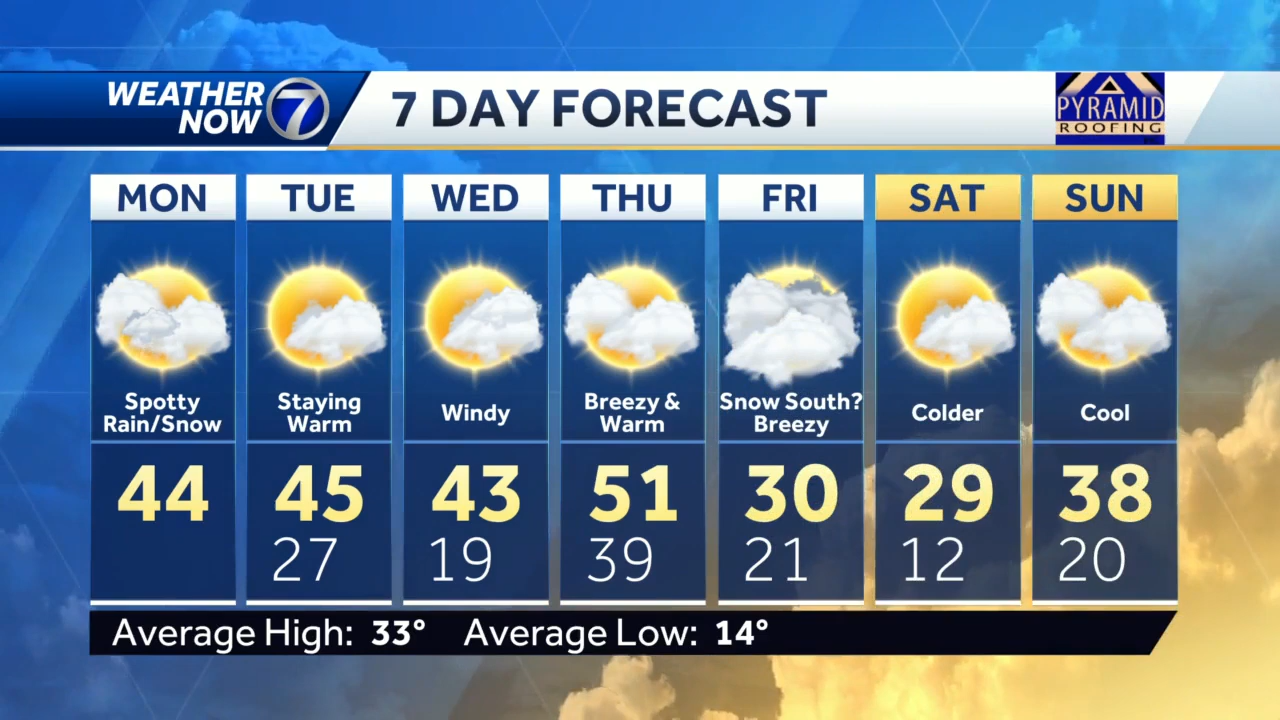 WEATHER
NOW 7
7 DAY FORECAST
PYRAMID
ROOFING
MON
TUE
WED
THU
FRI
SAT
SUN
Spotty
Rain/Snow
Staying
Warm
Windy
Breezy &
Warm
Snow South?
Breezy
Colder
Cool
44
45
43
51
30
29
38
27
19
39
21
12
20
Average High: 33° Average Low: 14°